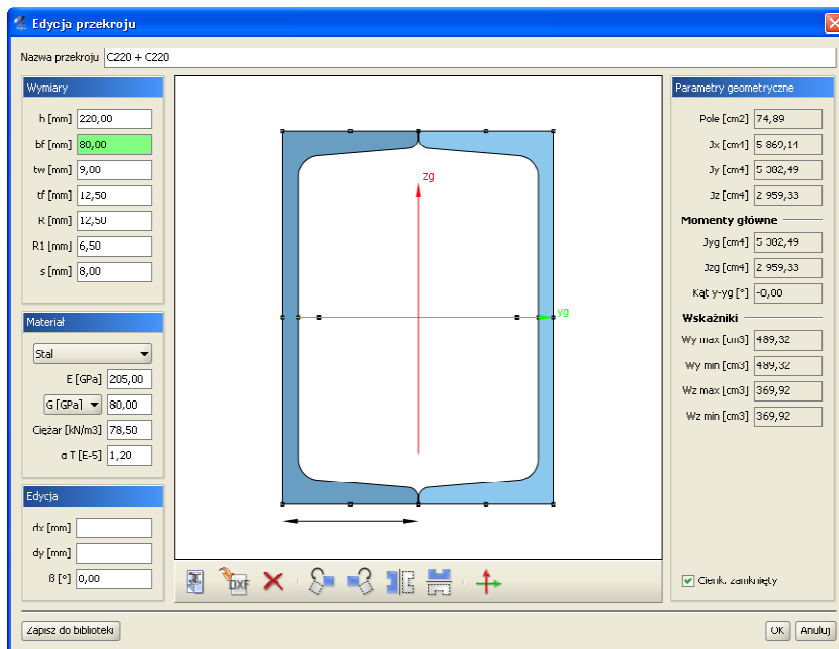 Edycja przekroju
Nazwa przekroju C220 + C220
Wymiary
h [mm] 220,00
bf [mm] 80,00
tw [mm] 9,00
tf [mm] 12,50
R [mm] 12,50
R1 [mm] 6,50
s [mm] 8,00
Materiał
Stal
E [GPa] 205,00
G [GPa] 80,00
Ciężar [kN/m3] 78,50
a T [E-5] 1,20
Edycja
dx [mm]
dy [mm]
B [°] 0,00
zg
yg
DXF
Parametry geometryczne
Pole [cm2] 74,89
Jx [cm4] 5 869,14
Jy [cm4] 5 382,49
Jz [cm4] 2 959,33
Momenty główne
Jyg [cm4] 5 382,49
Jzg [cm4] 2 959,33
Kąt y-yg [°] -0,00
Wskaźniki
Wy max [cm3] 489,32
Wy min [cm3] 489,32
Wz max [cm3] 369,92
Wz min [cm3] 369,92
Cienk. zamknięty
Zapisz do biblioteki
OK Anuluj